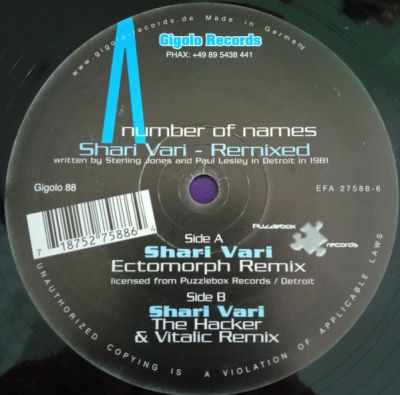 www.gigolo-records.de Made in Germany
Gigolo Records
PHAX: +49 89 5438 441
A number of names
Shari Vari - Remixed
written by Sterling Jones and Paul Lesley in Detroit in 1981
Gigolo 88
EFA 27588-6
7 18752 75886 4
Puzzlebox
records
Side A
Shari Vari
Ectomorph Remix
licensed from Puzzlebox Records / Detroit
Side B
Shari Vari
The Hacker
& Vitalic Remix
UNAUTHORIZED COPYING IS A VIOLATION OF APPLICABLE LAWS